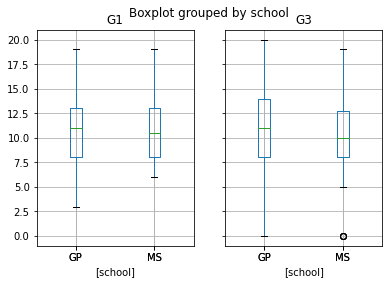 Boxplot grouped by school
G1
G3
20.0
17.5
15.0
12.5
10.0
7.5
5.0
2.5
0.0
GP MS
GP MS
[school]
[school]